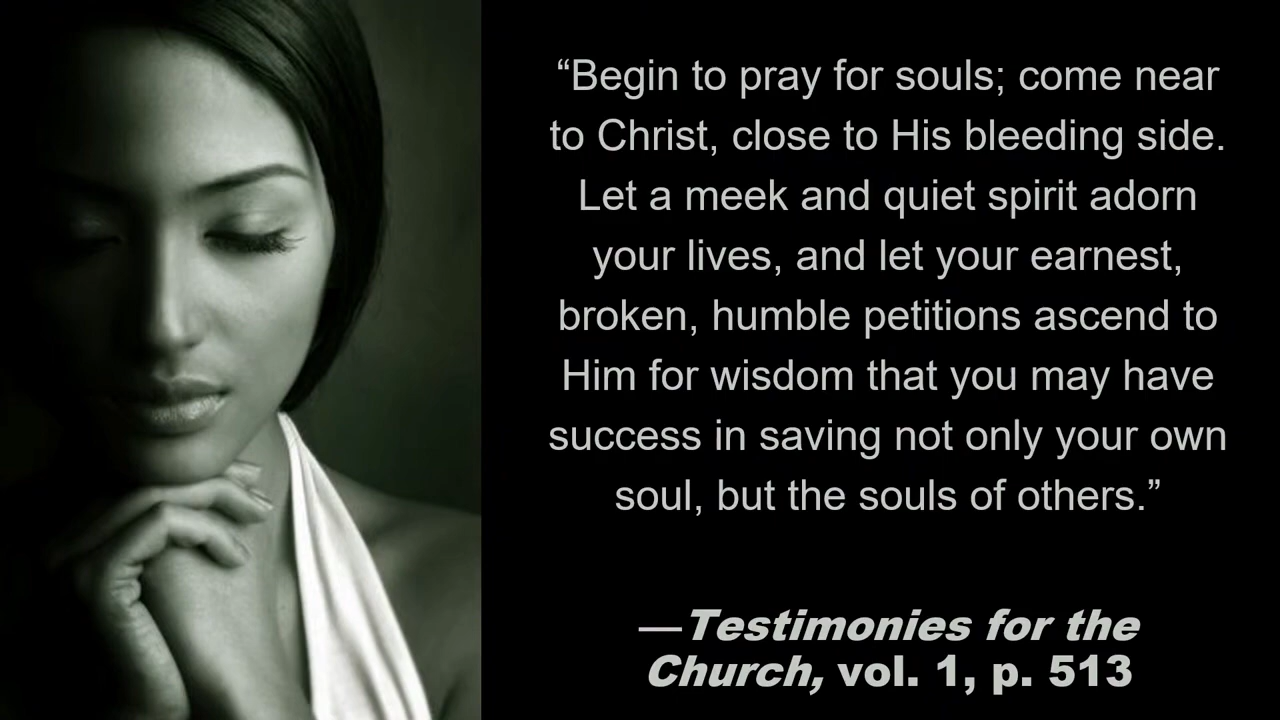 “Begin to pray for souls; come near
to Christ, close to His bleeding side.
Let a meek and quiet spirit adorn
your lives, and let your earnest,
broken, humble petitions ascend to
Him for wisdom that you may have
success in saving not only your own
soul, but the souls of others.”
—Testimonies for the
Church, vol. 1, p. 513